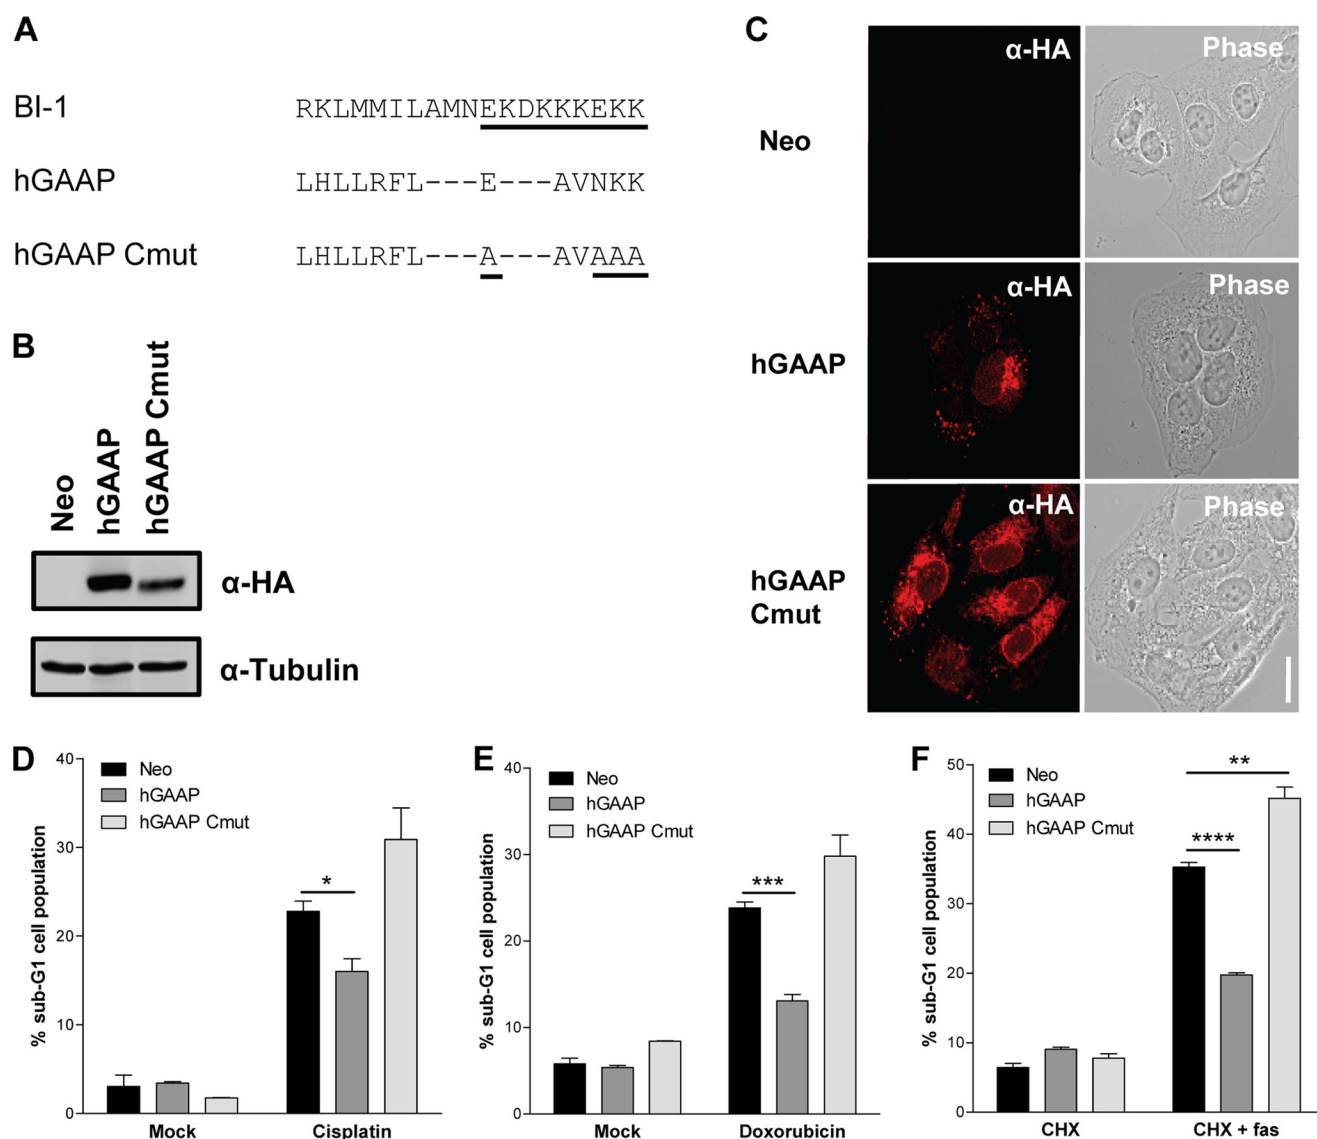 A
BI-1 RKLMMILAMNEKDKKKEKK
hGAAP LHLLRFL---E---AVNKK
hGAAP Cmut LHLLRFL---A---AVAAA
B
Neo
hGAAP
hGAAP Cmut
α-HA
α-Tubulin
C
α-HA Phase
Neo
α-HA Phase
hGAAP
α-HA Phase
hGAAP
Cmut
D
% sub-G1 cell population
40
30
20
10
0
Neo
hGAAP
hGAAP Cmut
*
Mock Cisplatin
E
% sub-G1 cell population
40
30
20
10
0
Neo
hGAAP
hGAAP Cmut
***
Mock Doxorubicin
F
% sub-G1 cell population
50
40
30
20
10
0
Neo
hGAAP
hGAAP Cmut
**
****
CHX CHX + fas